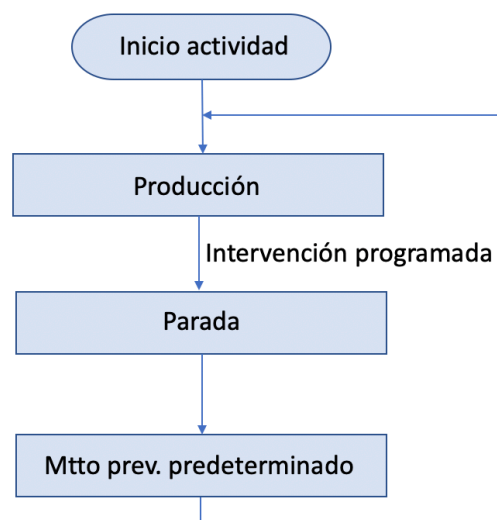 Inicio actividad
Producción
Intervención programada
Parada
Mtto prev. predeterminado